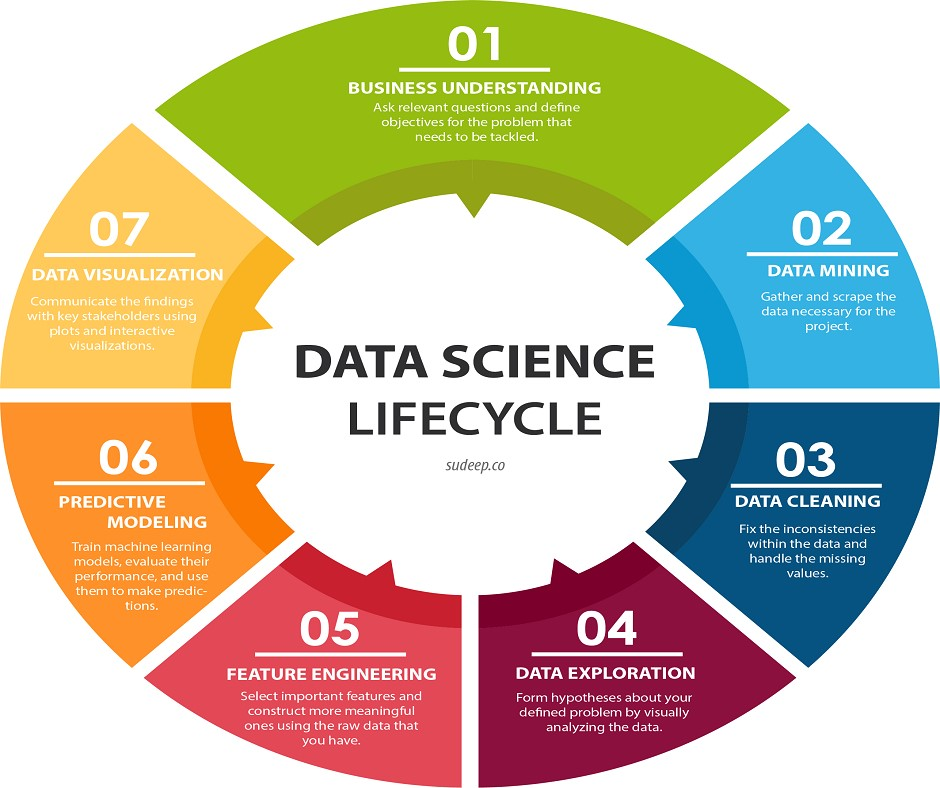 01
BUSINESS UNDERSTANDING
Ask relevant questions and define
objectives for the problem that
needs to be tackled.
02
DATA MINING
Gather and scrape the
data necessary for the
project.
03
DATA CLEANING
Fix the inconsistencies
within the data and
handle the missing
values.
04
DATA EXPLORATION
Form hypotheses about your
defined problem by visually
analyzing the data.
05
FEATURE ENGINEERING
Select important features and
construct more meaningful
ones using the raw data that
you have.
06
PREDICTIVE
MODELING
Train machine learning
models, evaluate their
performance, and use
them to make predic-
tions.
07
DATA VISUALIZATION
Communicate the findings
with key stakeholders using
plots and interactive
visualizations.
DATA SCIENCE
LIFECYCLE
sudeep.co